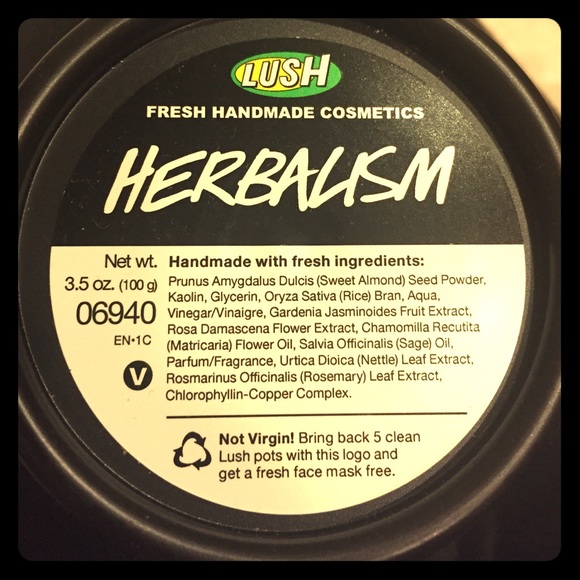 LUSH
FRESH HANDMADE COSMETICS
HERBALISM
Net wt.
3.5 oz. (100 g)
06940
EN•1C
V
Handmade with fresh ingredients:
Prunus Amygdalus Dulcis (Sweet Almond) Seed Powder,
Kaolin, Glycerin, Oryza Sativa (Rice) Bran, Aqua,
Vinegar/Vinaigre, Gardenia Jasminoides Fruit Extract,
Rosa Damascena Flower Extract, Chamomilla Recutita
(Matricaria) Flower Oil, Salvia Officinalis (Sage) Oil,
Parfum/Fragrance, Urtica Dioica (Nettle) Leaf Extract,
Rosmarinus Officinalis (Rosemary) Leaf Extract,
Chlorophyllin-Copper Complex.
Not Virgin! Bring back 5 clean
Lush pots with this logo and
get a fresh face mask free.